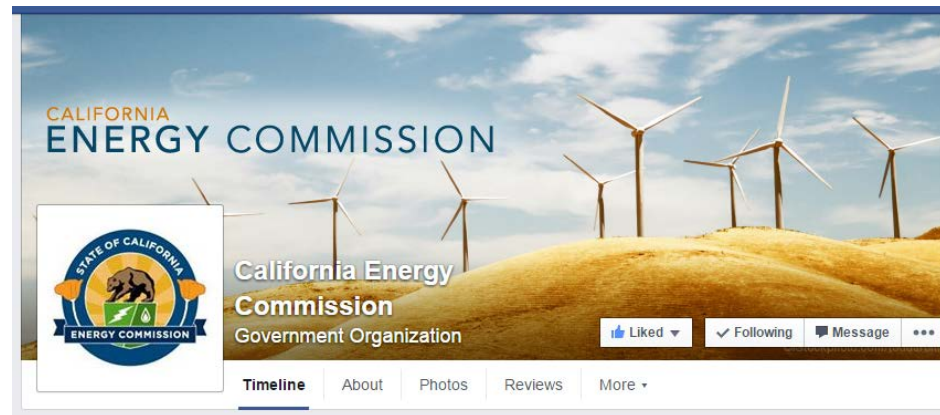 CALIFORNIA
ENERGY COMMISSION
STATE OF CALIFORNIA
ENERGY COMMISSION
California Energy
Commission
Government Organization
Liked
Following
Message
Timeline
About
Photos
Reviews
More